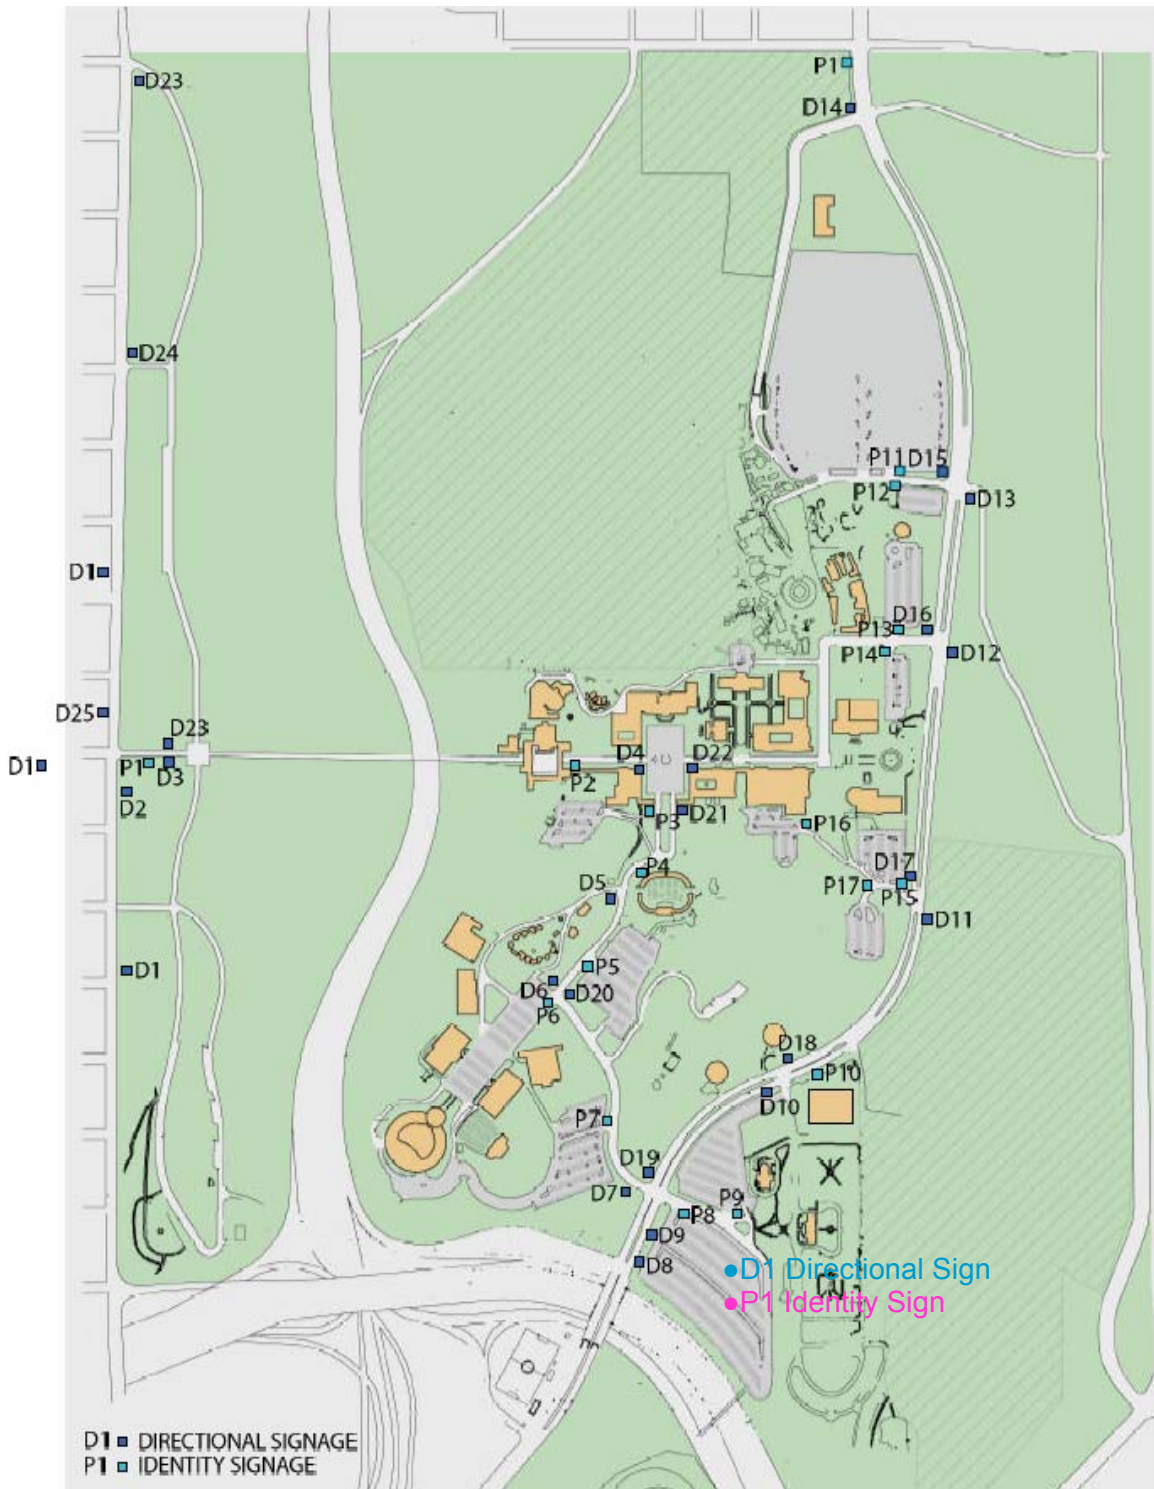 P1
D14
D23
D24
P11 D15
P12
D13
D1
D16
P13
P14
D12
D25
D23
D1
P1
D3
D2
P2
D4
D22
P3
D21
P16
P4
D5
D17
P17
P15
D11
D1
P5
D6
D20
P6
D18
P10
D10
P7
D19
D7
P8
P9
D9
D8
•D1 Directional Sign
•P1 Identity Sign
D1 DIRECTIONAL SIGNAGE
P1 IDENTITY SIGNAGE